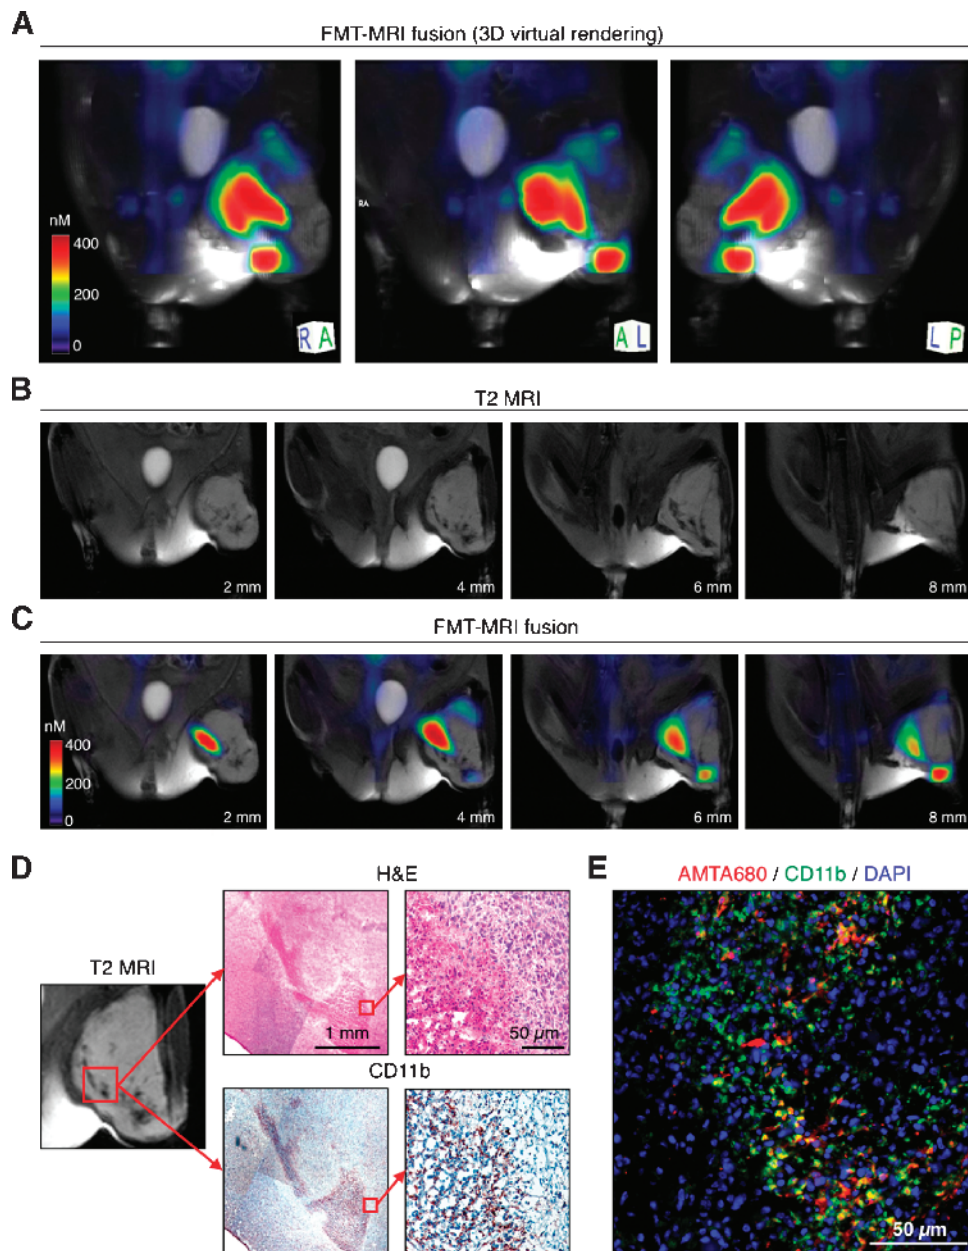 A
FMT-MRI fusion (3D virtual rendering)
nM
400
200
0
R A
RA
A L
L P
B
T2 MRI
2 mm
4 mm
6 mm
8 mm
C
FMT-MRI fusion
nM
400
200
0
2 mm
4 mm
6 mm
8 mm
D
H&E
T2 MRI
1 mm
50 µm
CD11b
E
AMTA680 / CD11b / DAPI
50 µm